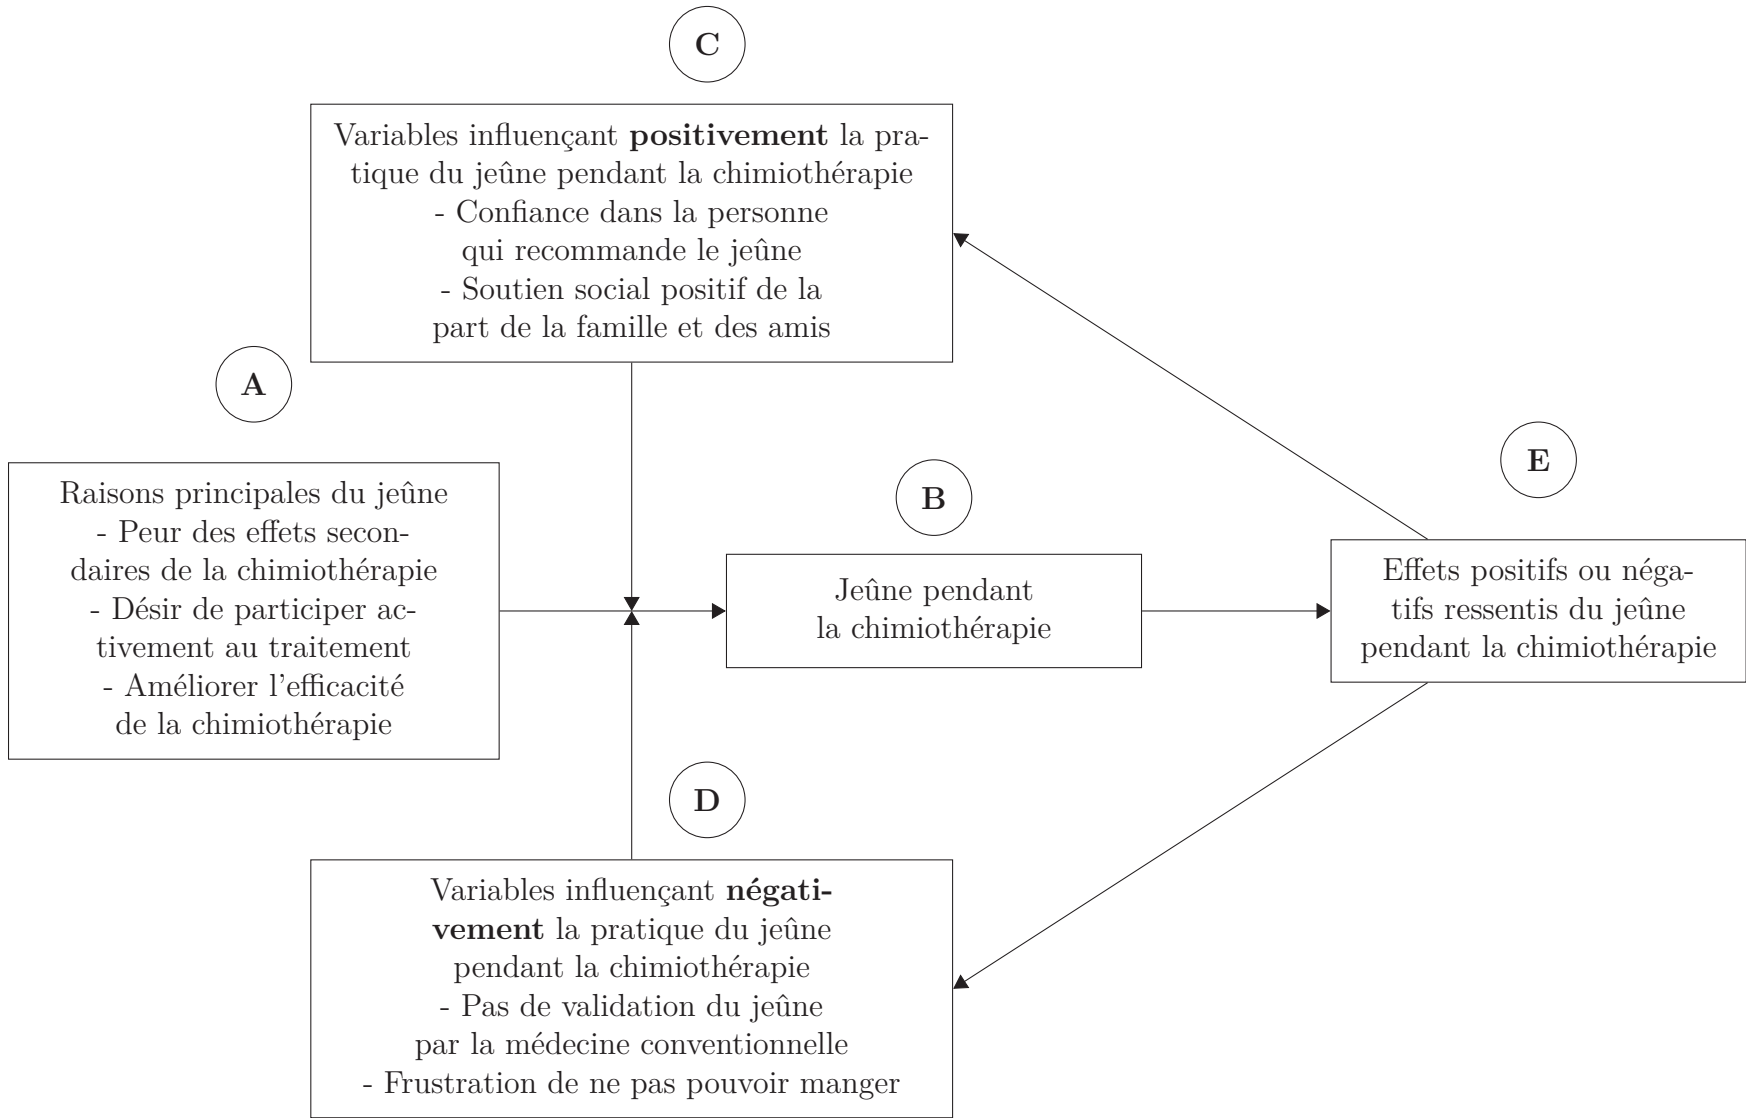 C
Variables influençant positivement la pra-
tique du jeûne pendant la chimiothérapie
- Confiance dans la personne
qui recommande le jeûne
- Soutien social positif de la
part de la famille et des amis
A
Raisons principales du jeûne
- Peur des effets secon-
daires de la chimiothérapie
- Désir de participer ac-
tivement au traitement
- Améliorer l'efficacité
de la chimiothérapie
B
Jeûne pendant
la chimiothérapie
E
Effets positifs ou néga-
tifs ressentis du jeûne
pendant la chimiothérapie
D
Variables influençant négati-
vement la pratique du jeûne
pendant la chimiothérapie
- Pas de validation du jeûne
par la médecine conventionnelle
- Frustration de ne pas pouvoir manger